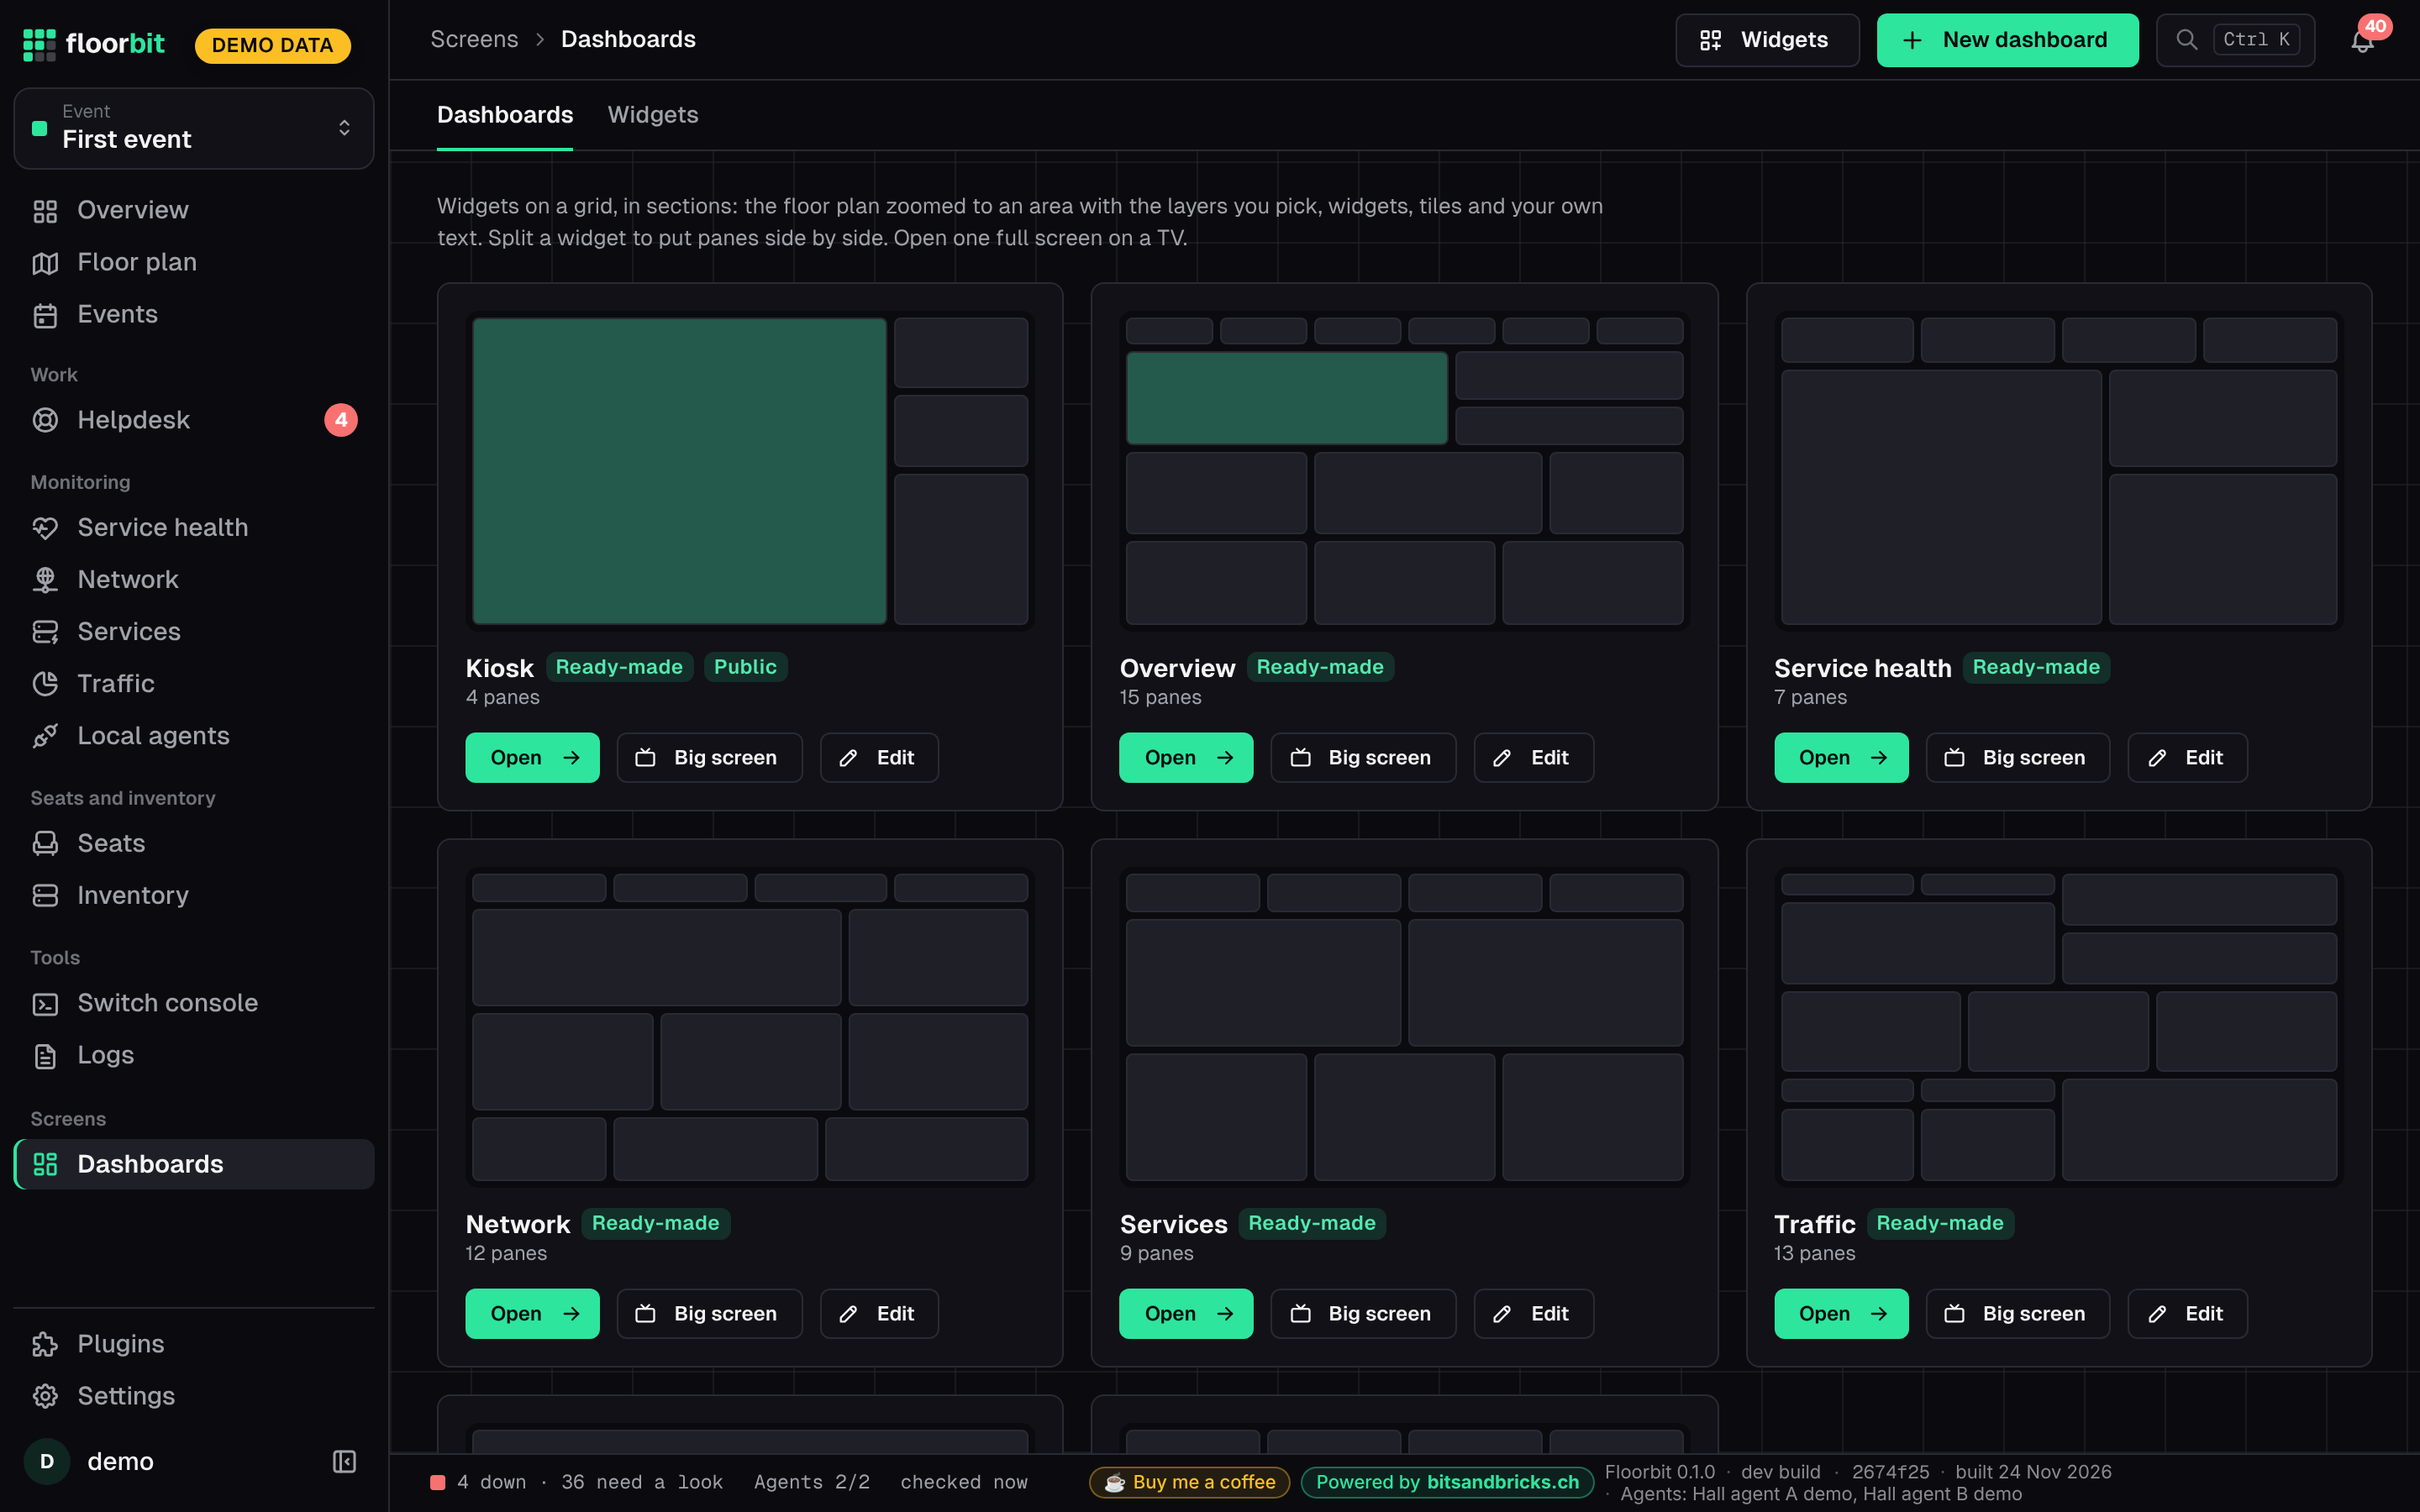 floorbit DEMO DATA
Event
First event
Overview
Floor plan
Events
Work
Helpdesk 4
Monitoring
Service health
Network
Services
Traffic
Local agents
Seats and inventory
Seats
Inventory
Tools
Switch console
Logs
Screens
Dashboards
Plugins
Settings
D demo
Screens > Dashboards
Widgets
+ New dashboard
Ctrl K
40
Dashboards Widgets
Widgets on a grid, in sections: the floor plan zoomed to an area with the layers you pick, widgets, tiles and your own
text. Split a widget to put panes side by side. Open one full screen on a TV.
Kiosk Ready-made Public
4 panes
Open → Big screen Edit
Overview Ready-made
15 panes
Open → Big screen Edit
Service health Ready-made
7 panes
Open → Big screen Edit
Network Ready-made
12 panes
Open → Big screen Edit
Services Ready-made
9 panes
Open → Big screen Edit
Traffic Ready-made
13 panes
Open → Big screen Edit
4 down · 36 need a look Agents 2/2 checked now
☕ Buy me a coffee
Powered by bitsandbricks.ch
Floorbit 0.1.0 · dev build · 2674f25 · built 24 Nov 2026
· Agents: Hall agent A demo, Hall agent B demo